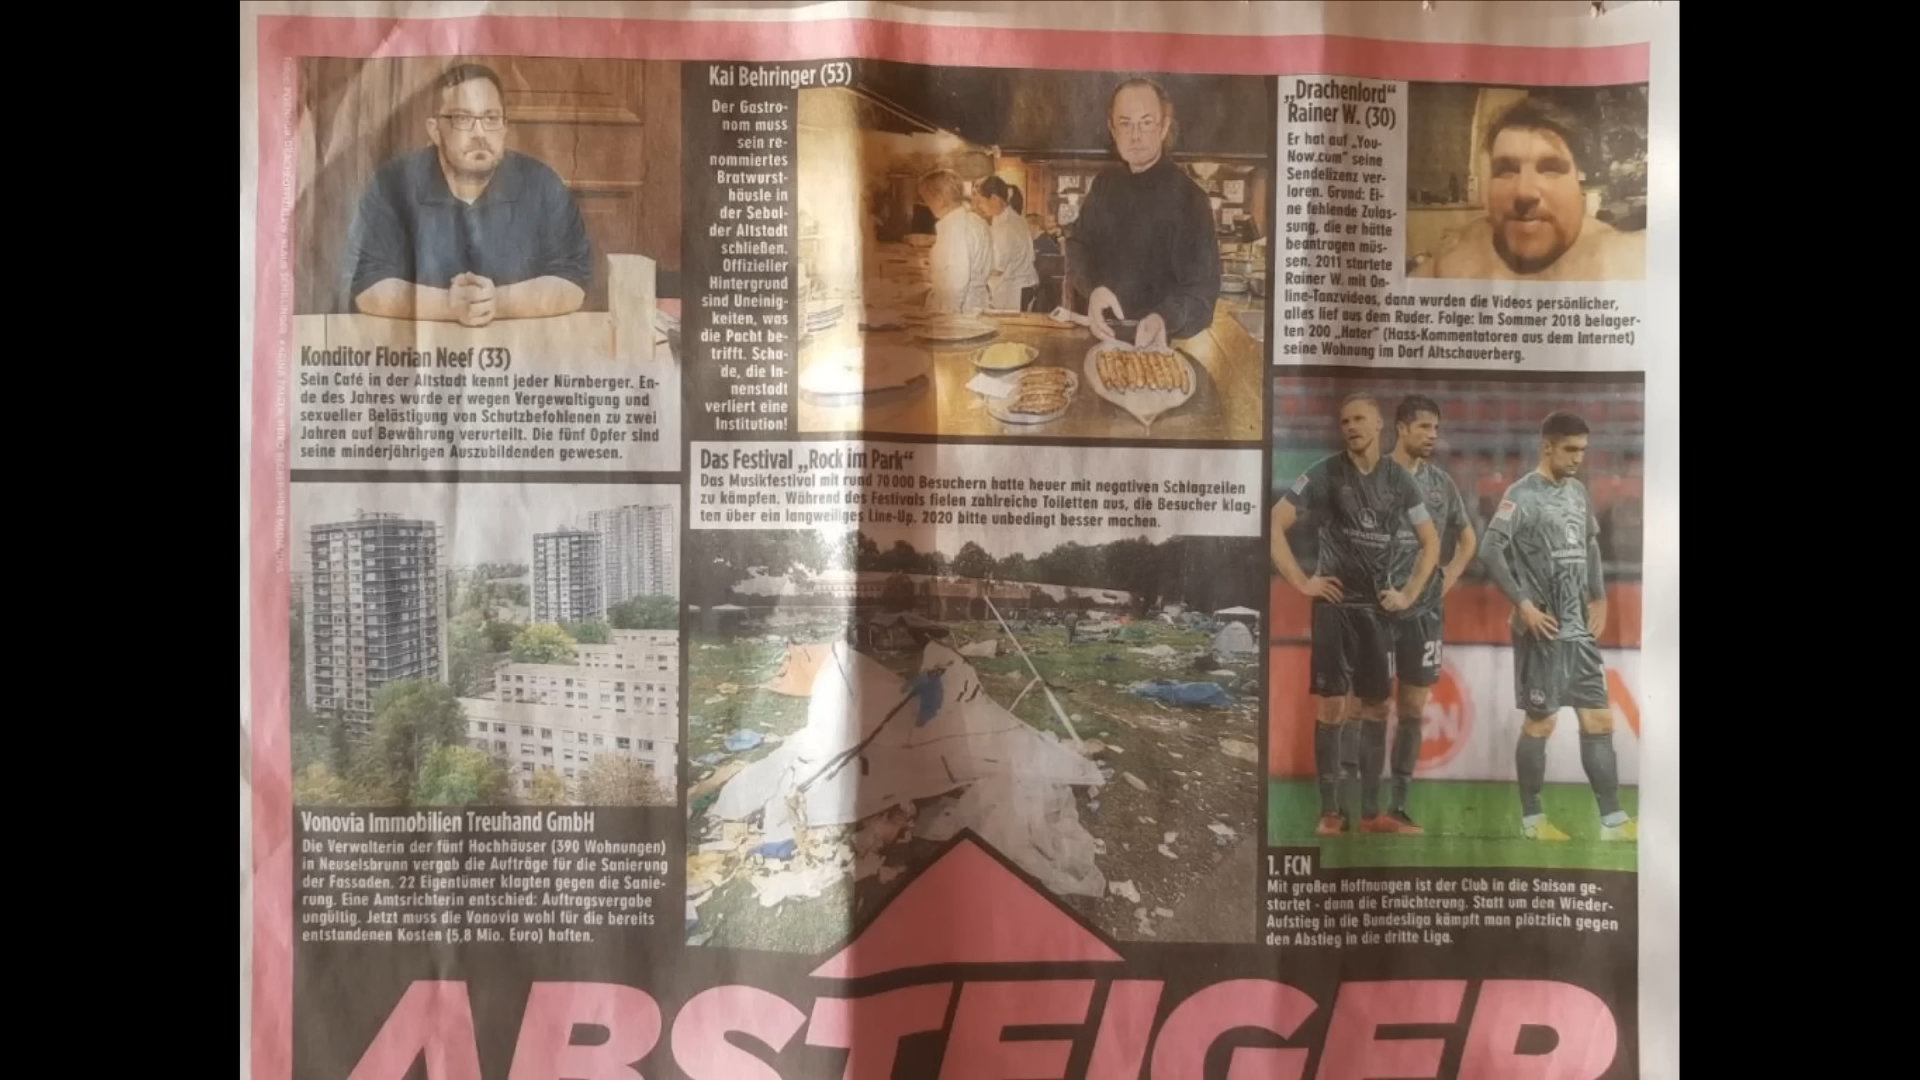 Konditor Florian Neef (33)
Sein Café in der Altstadt kennt jeder Nürnberger. En-
de des Jahres wurde er wegen Vergewaltigung und
sexueller Belästigung von Schutzbefohlenen zu zwei
Jahren auf Bewährung verurteilt. Die fünf Opfer sind
seine minderjährigen Auszubildenden gewesen.
Vonovia Immobilien Treuhand GmbH
Die Verwalterin der fünf Hochhäuser (390 Wohnungen)
in Neuselsbrunn vergab die Aufträge für die Sanierung
der Fassaden. 22 Eigentümer klagten gegen die Sanie-
rung. Eine Amtsrichterin entschied: Auftragsvergabe
ungültig. Jetzt muss die Vonovia wohl für die bereits
entstandenen Kosten (5,8 Mio. Euro) haften.
Kai Behringer (53)
Der Gastro-
nom muss
sein re-
nommiertes
Bratwurst-
häusle in
der Sebal-
der Altstadt
schließen.
Offizieller
Hintergrund
sind Uneinig-
keiten, was
die Pacht be-
trifft. Scha-
de, die In-
nenstadt
verliert eine
Institution!
Das Festival „Rock im Park“
Das Musikfestival mit rund 70 000 Besuchern hatte heuer mit negativen Schlagzeilen
zu kämpfen. Während des Festivals fielen zahlreiche Toiletten aus, die Besucher klag-
ten über ein langweiliges Line-Up. 2020 bitte unbedingt besser machen.
„Drachenlord“
Rainer W. (30)
Er hat auf „You-
Now.cum“ seine
Sendelizenz ver-
loren. Grund: Ei-
ne fehlende Zulas-
sung, die er hätte
beantragen müs-
sen. 2011 startete
Rainer W. mit On-
line-Tanzvideos, dann wurden die Videos persönlicher,
alles lief aus dem Ruder. Folge: Im Sommer 2018 belager-
ten 200 „Hater“ (Hass-Kommentatoren aus dem Internet)
seine Wohnung im Dorf Altschauerberg.
28
1. FCN
Mit großen Hoffnungen ist der Club in die Saison ge-
startet - dann die Ernüchterung. Statt um den Wieder-
Aufstieg in die Bundesliga kämpft man plötzlich gegen
den Abstieg in die dritte Liga.
ABSTEIGER